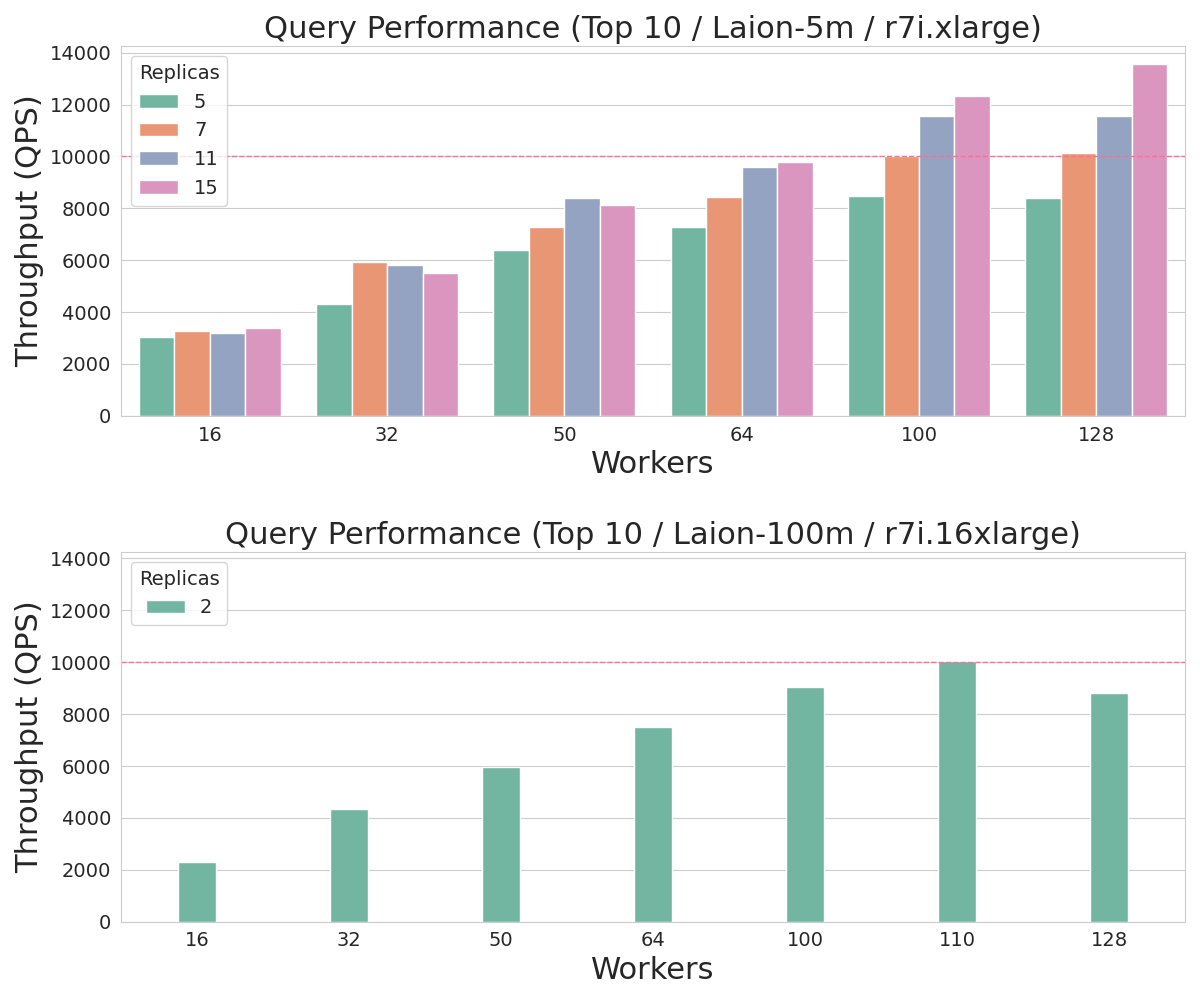 Query Performance (Top 10 / Laion-5m / r7i.xlarge)
Throughput (QPS)
14000
12000
10000
8000
6000
4000
2000
0
Replicas
5
7
11
15
16 32 50 64 100 128
Workers
Query Performance (Top 10 / Laion-100m / r7i.16xlarge)
Throughput (QPS)
14000
12000
10000
8000
6000
4000
2000
0
Replicas
2
16 32 50 64 100 110 128
Workers